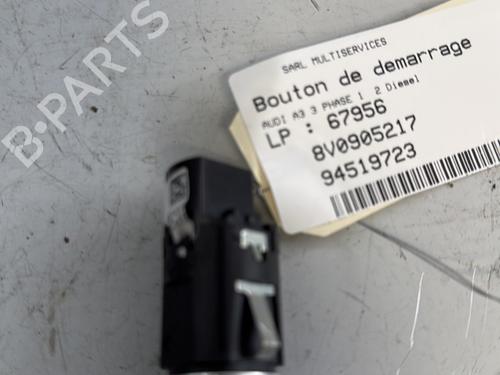 B-PARTS
SARL MULTISERVICES
Bouton de demarrage
AUDI A3 3 PHASE 1 2 Diesel
LP : 67956
8V0905217
94519723